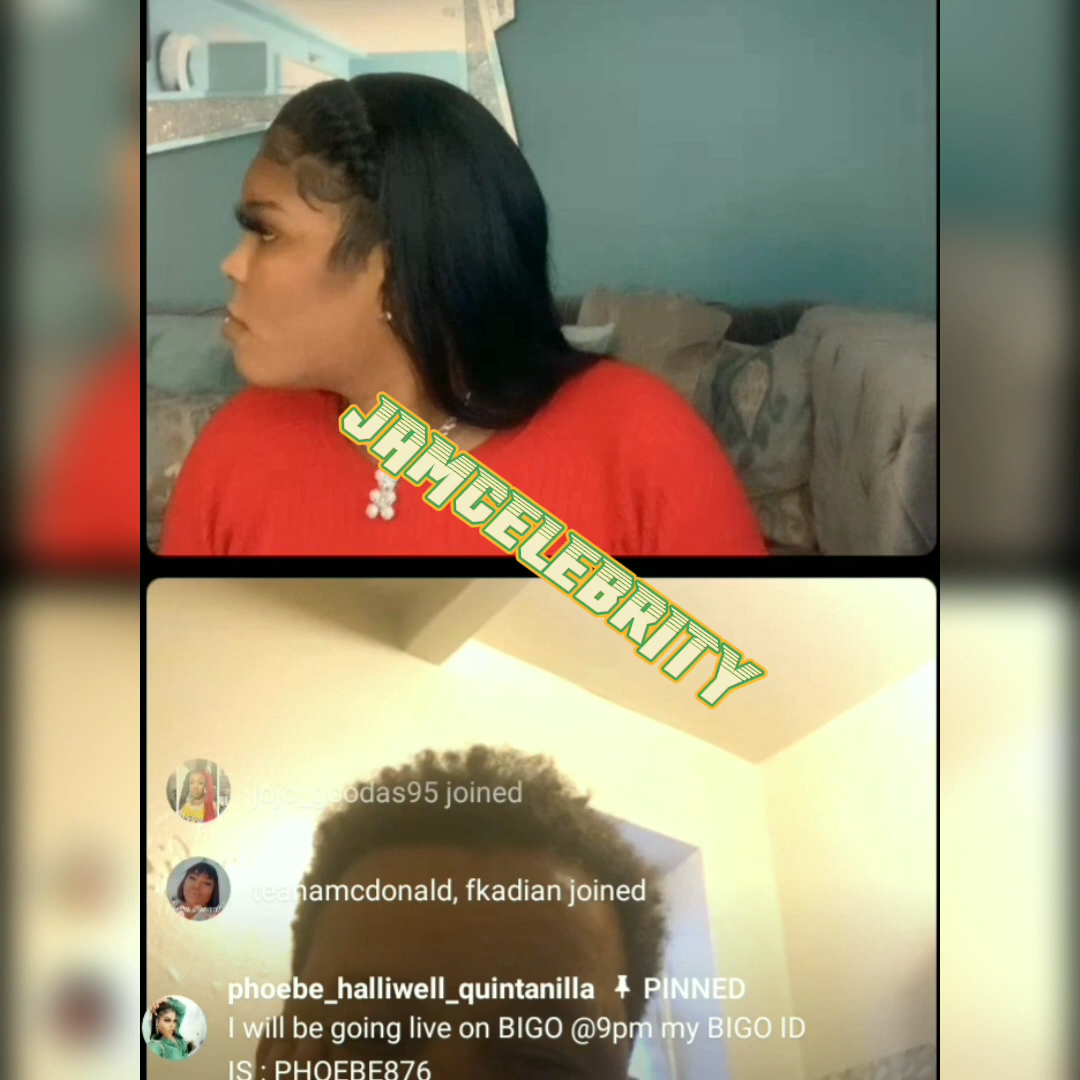 JAMCELEBRITY
jojo_goodas95 joined
teahamcdonald, fkadian joined
phoebe_halliwell_quintanilla PINNED
I will be going live on BIGO @9pm my BIGO ID
IS : PHOEBE876